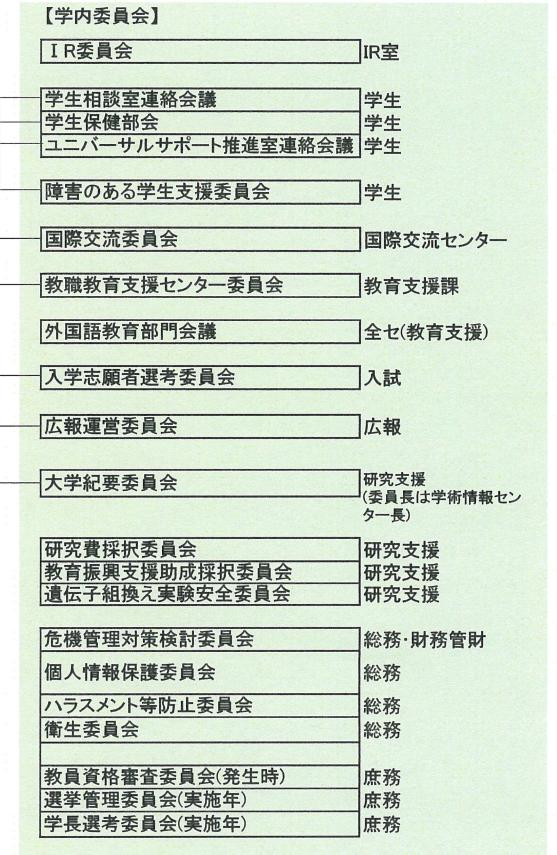 【学内委員会】
ＩＲ委員会 IR室
学生相談室連絡会議 学生
学生保健部会 学生
ユニバーサルサポート推進室連絡会議 学生
障害のある学生支援委員会 学生
国際交流委員会 国際交流センター
教職教育支援センター委員会 教育支援課
外国語教育部門会議 全セ(教育支援)
入学志願者選考委員会 入試
広報運営委員会 広報
大学紀要委員会 研究支援
(委員長は学術情報セン
ター長)
研究費採択委員会 研究支援
教育振興支援助成採択委員会 研究支援
遺伝子組換え実験安全委員会 研究支援
危機管理対策検討委員会 総務・財務管財
個人情報保護委員会 総務
ハラスメント等防止委員会 総務
衛生委員会 総務
教員資格審査委員会(発生時) 庶務
選挙管理委員会(実施年) 庶務
学長選考委員会(実施年) 庶務